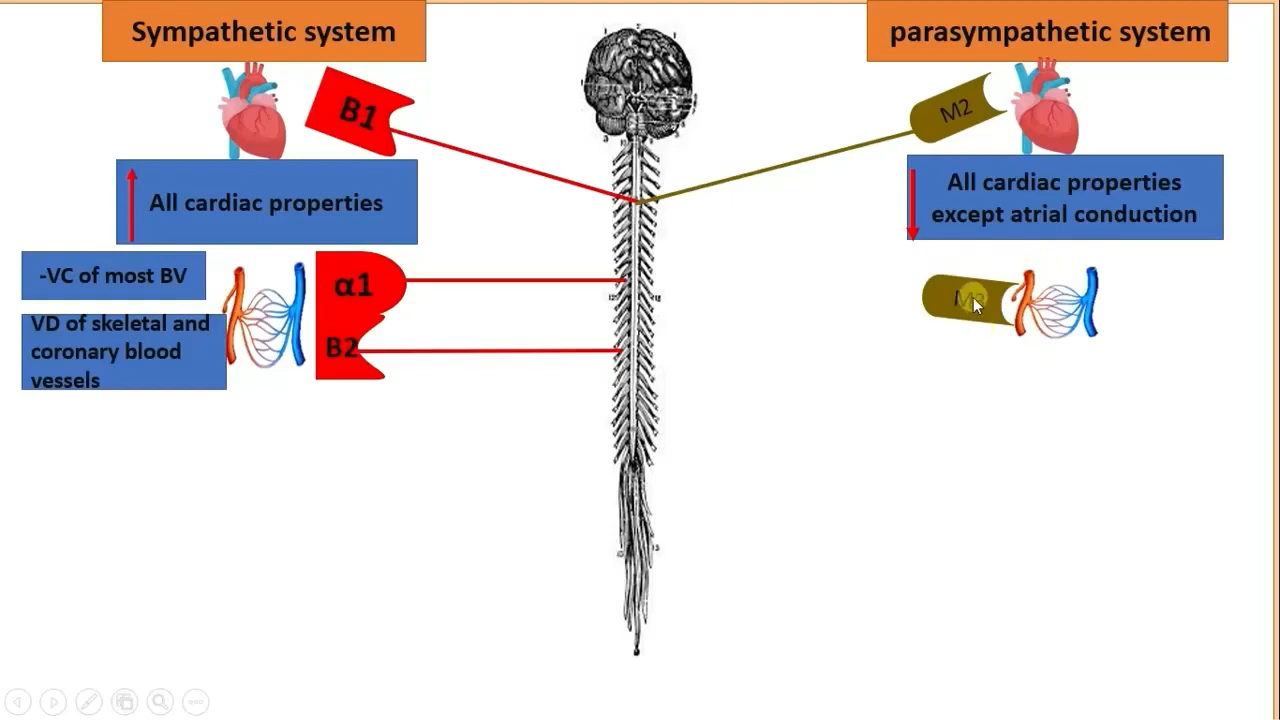 Sympathetic system
parasympathetic system
B1
M2
All cardiac properties
All cardiac properties
except atrial conduction
-VC of most BV
α1
VD of skeletal and
coronary blood
vessels
B2